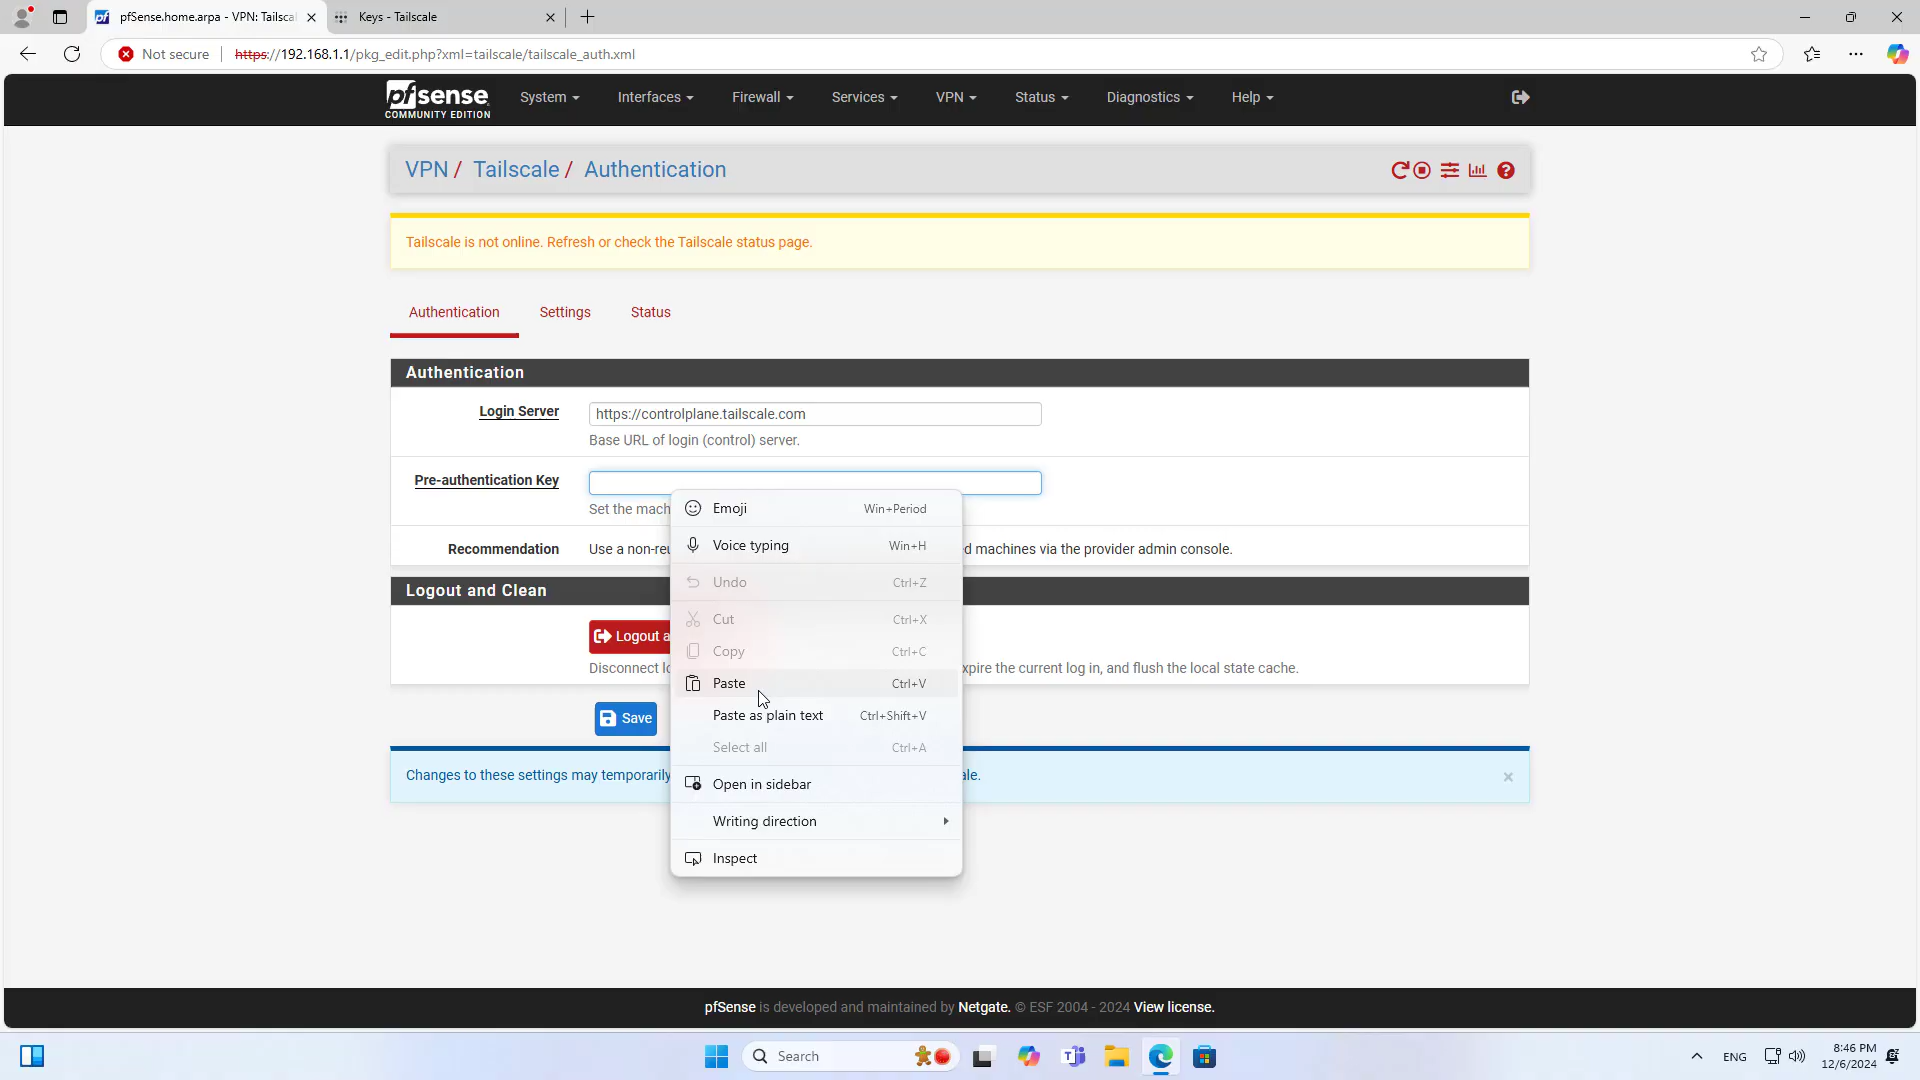 pfSense.home.arpa - VPN: Tailsca
Keys - Tailscale
Not secure
https://192.168.1.1/pkg_edit.php?xml=tailscale/tailscale_auth.xml
pfsense
COMMUNITY EDITION
System
Interfaces
Firewall
Services
VPN
Status
Diagnostics
Help
VPN / Tailscale / Authentication
Tailscale is not online. Refresh or check the Tailscale status page.
Authentication
Settings
Status
Authentication
Login Server
https://controlplane.tailscale.com
Base URL of login (control) server.
Pre-authentication Key
Set the mach
Recommendation
Use a non-reu
d machines via the provider admin console.
Logout and Clean
Logout a
Disconnect lo
xpire the current log in, and flush the local state cache.
Save
Changes to these settings may temporarily
ale.
Emoji Win+Period
Voice typing Win+H
Undo Ctrl+Z
Cut Ctrl+X
Copy Ctrl+C
Paste Ctrl+V
Paste as plain text Ctrl+Shift+V
Select all Ctrl+A
Open in sidebar
Writing direction
Inspect
pfSense is developed and maintained by Netgate. © ESF 2004 - 2024 View license.
Search
ENG
8:46 PM
12/6/2024